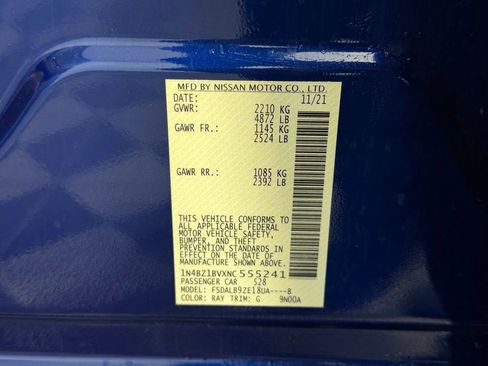 MFD BY NISSAN MOTOR CO., LTD.
DATE: 11/21
GVWR: 2210 KG
4872 LB
GAWR FR.: 1145 KG
2524 LB
GAWR RR.: 1085 KG
2392 LB
THIS VEHICLE CONFORMS TO
ALL APPLICABLE FEDERAL
MOTOR VEHICLE SAFETY,
BUMPER, AND THEFT
PREVENTION STANDARDS
IN EFFECT ON THE DATE OF
MANUFACTURE SHOWN ABOVE.
1N4BZ1BVXNC 555241
PASSENGER CAR 528
MODEL: FSDALB9ZE18UA----B
COLOR: RAY TRIM: G 9N00A